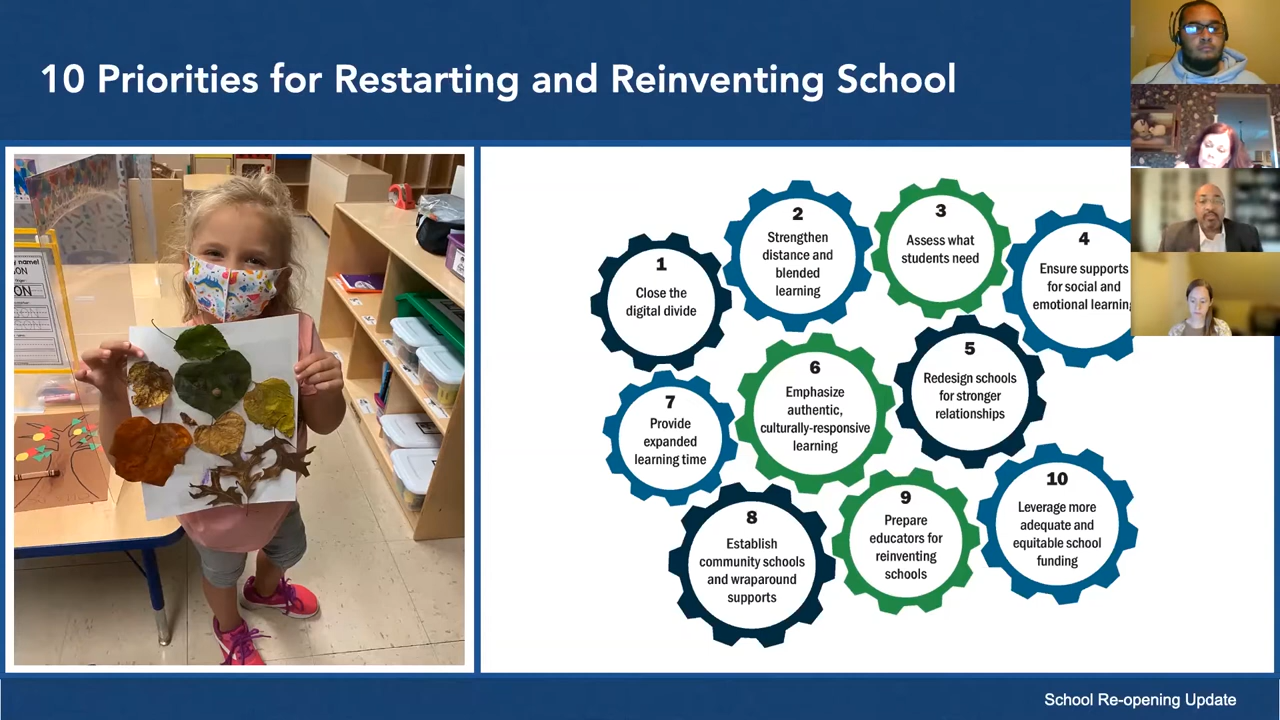 10 Priorities for Restarting and Reinventing School
ON
1
Close the
digital divide
2
Strengthen
distance and
blended
learning
3
Assess what
students need
4
Ensure supports
for social and
emotional learning
5
Redesign schools
for stronger
relationships
6
Emphasize
authentic,
culturally-responsive
learning
7
Provide
expanded
learning time
8
Establish
community schools
and wraparound
supports
9
Prepare
educators for
reinventing
schools
10
Leverage more
adequate and
equitable school
funding
School Re-opening Update